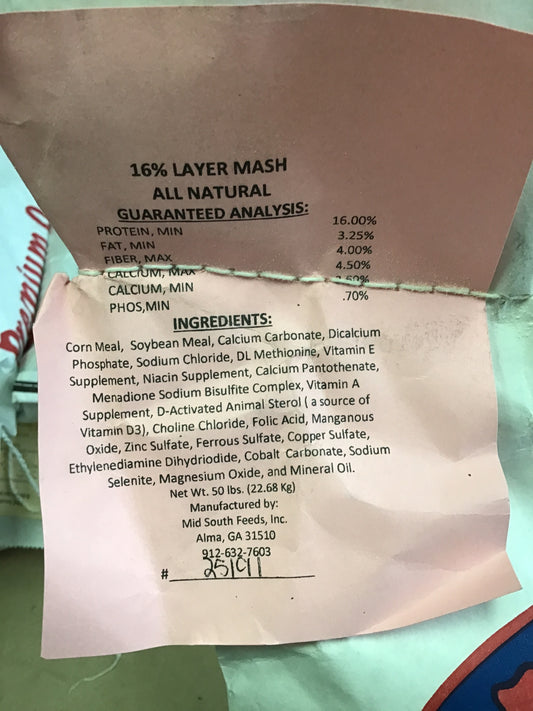 Premium
16% LAYER MASH
ALL NATURAL
GUARANTEED ANALYSIS:
PROTEIN, MIN 16.00%
FAT, MIN 3.25%
FIBER, MAX 4.00%
CALCIUM, MAX 4.50%
CALCIUM, MIN
PHOS,MIN .70%
INGREDIENTS:
Corn Meal, Soybean Meal, Calcium Carbonate, Dicalcium
Phosphate, Sodium Chloride, DL Methionine, Vitamin E
Supplement, Niacin Supplement, Calcium Pantothenate,
Menadione Sodium Bisulfite Complex, Vitamin A
Supplement, D-Activated Animal Sterol ( a source of
Vitamin D3), Choline Chloride, Folic Acid, Manganous
Oxide, Zinc Sulfate, Ferrous Sulfate, Copper Sulfate,
Ethylenediamine Dihydriodide, Cobalt Carbonate, Sodium
Selenite, Magnesium Oxide, and Mineral Oil.
Net Wt. 50 lbs. (22.68 Kg)
Manufactured by:
Mid South Feeds, Inc.
Alma, GA 31510
912-632-7603
#